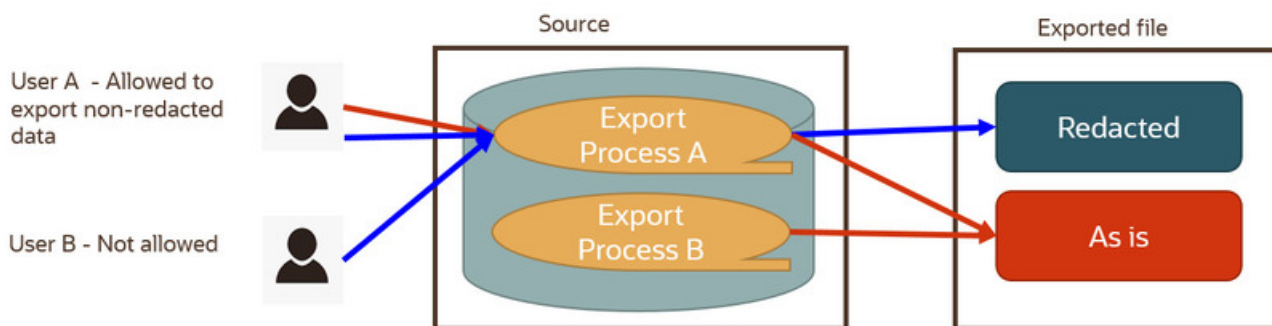 Source
Exported file
User A - Allowed to
export non-redacted
data
Export
Process A
Redacted
User B - Not allowed
Export
Process B
As is